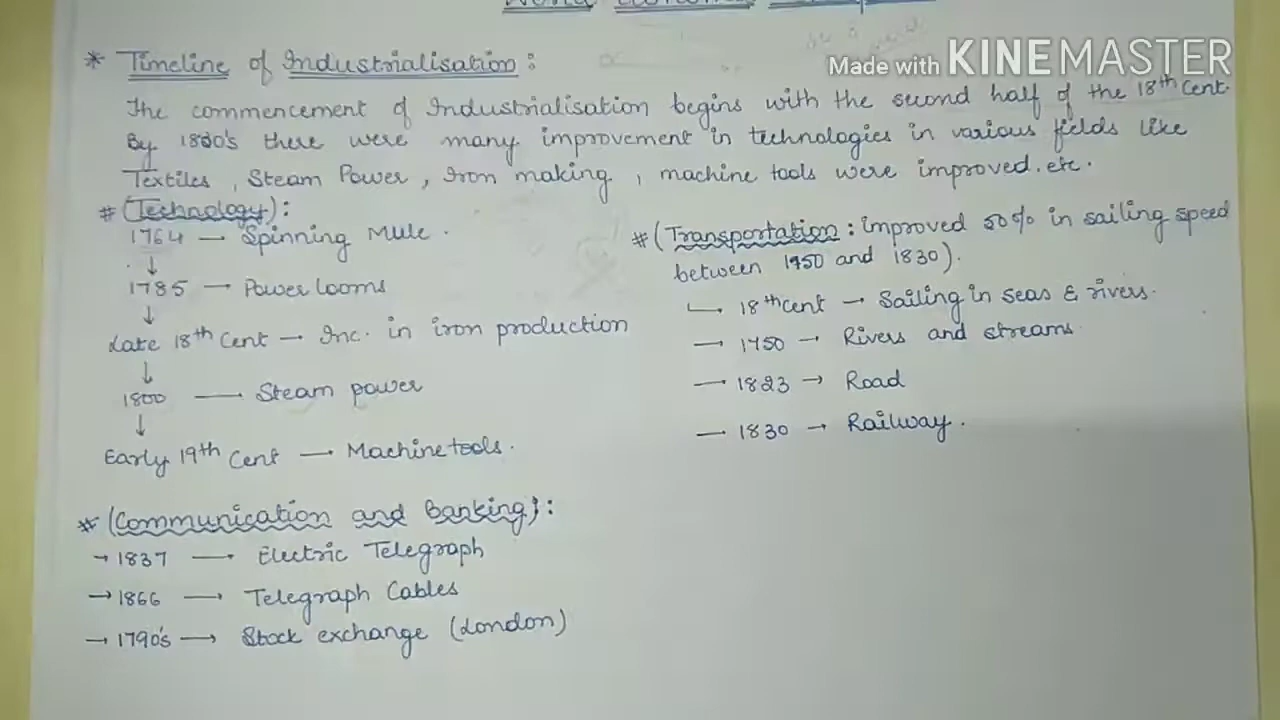 Made with KINEMASTER
* Timeline of Industrialisation :
The commencement of Industrialisation begins with the second half of the 18th Cent.
By 1800's there were many improvement in technologies in various fields like
Textiles , Steam Power , Iron making , machine tools were improved . etc .
# (Technology) :
1764 — Spinning Mule .
↓
1785 → Power looms
↓
Late 18th Cent → Inc. in iron production
↓
1800 —— Steam power
↓
Early 19th Cent — Machine tools .
# (Transportation : Improved 50% in sailing speed
between 1750 and 1830) .
↳ 18th cent → Sailing in seas & rivers .
— 1750 → Rivers and streams
— 1823 → Road
— 1830 → Railway .
# (Communication and Banking) :
→ 1837 —→ Electric Telegraph
→ 1866 —→ Telegraph Cables
→ 1790's —→ Stock exchange (London)